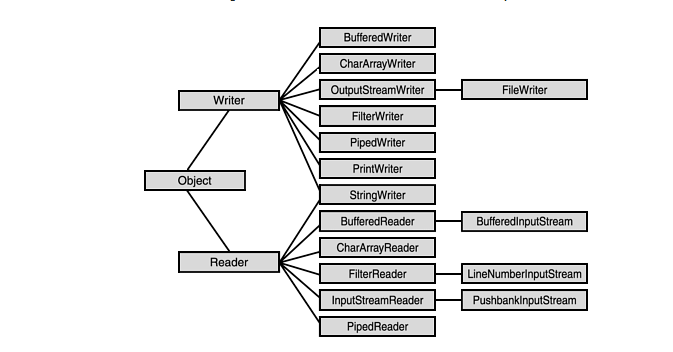 BufferedWriter
CharArrayWriter
OutputStreamWriter
FileWriter
Writer
FilterWriter
PipedWriter
PrintWriter
Object
StringWriter
BufferedReader
BufferedInputStream
CharArrayReader
Reader
FilterReader
LineNumberInputStream
InputStreamReader
PushbankInputStream
PipedReader